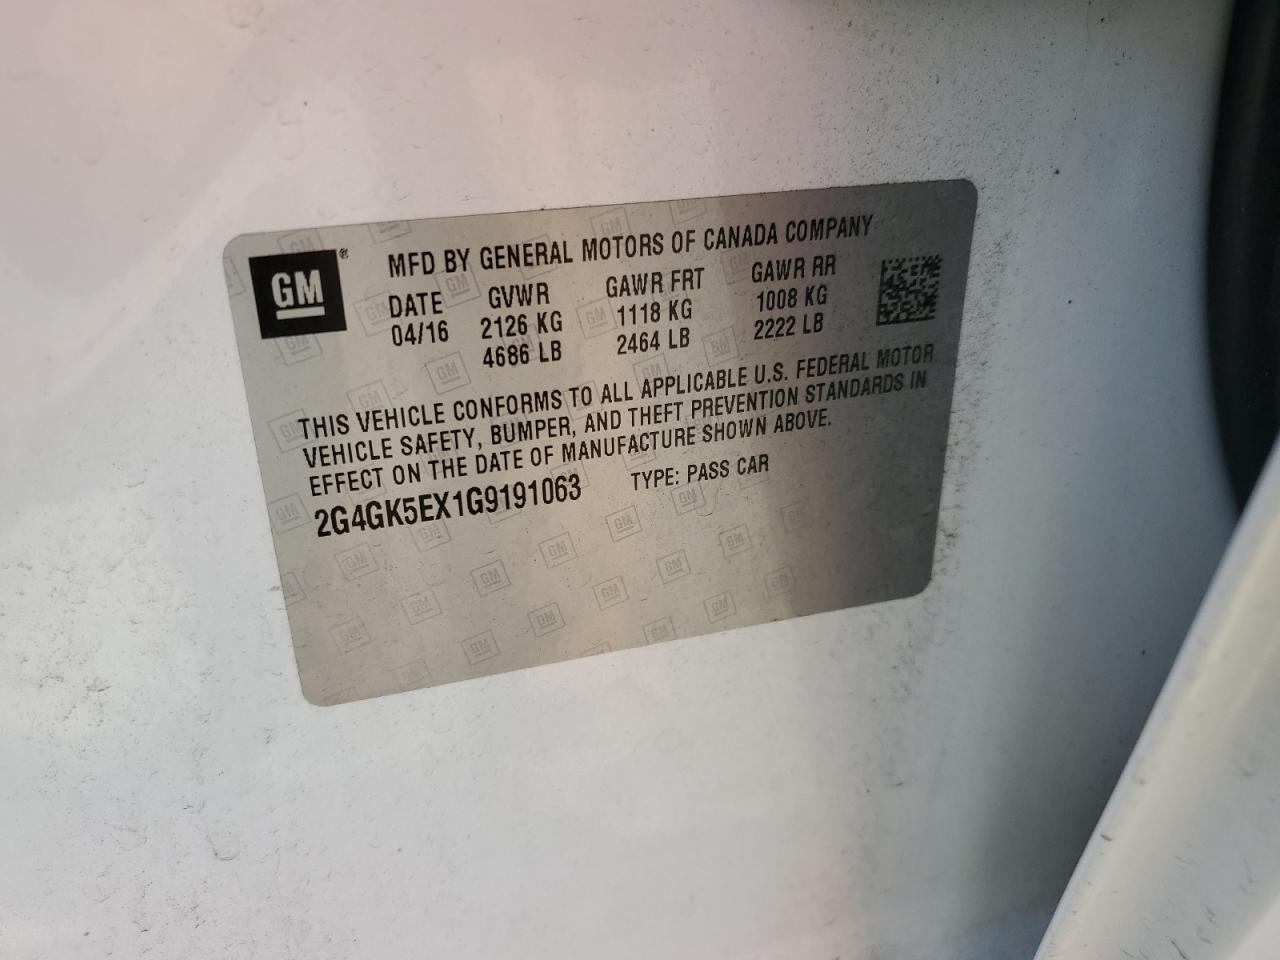 GM ® MFD BY GENERAL MOTORS OF CANADA COMPANY
DATE GVWR GAWR FRT GAWR RR
04/16 2126 KG 1118 KG 1008 KG
4686 LB 2464 LB 2222 LB
THIS VEHICLE CONFORMS TO ALL APPLICABLE U.S. FEDERAL MOTOR
VEHICLE SAFETY, BUMPER, AND THEFT PREVENTION STANDARDS IN
EFFECT ON THE DATE OF MANUFACTURE SHOWN ABOVE.
2G4GK5EX1G9191063 TYPE: PASS CAR